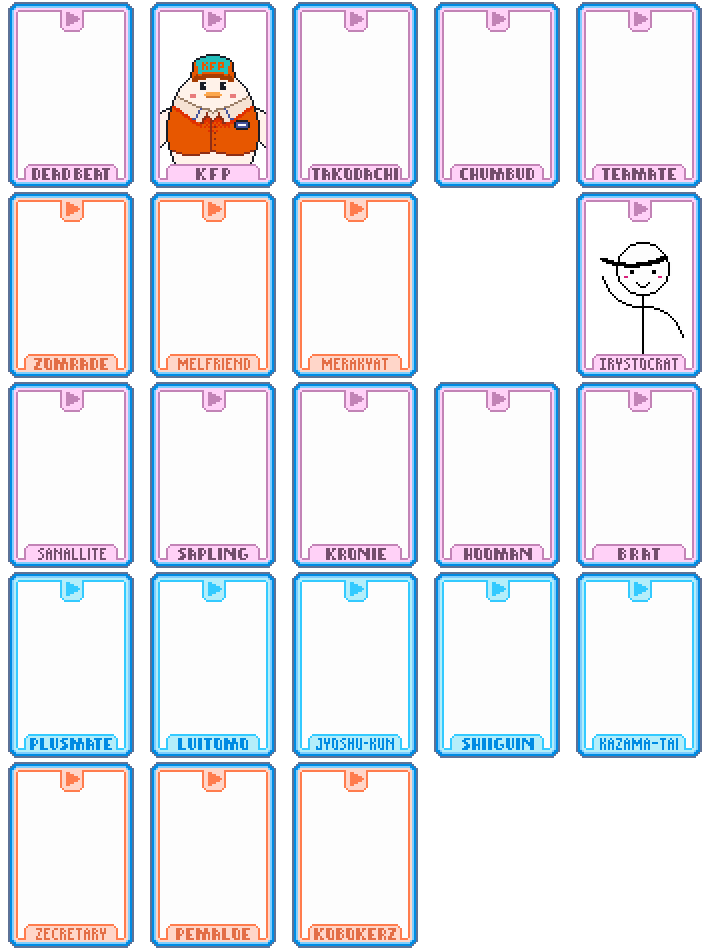 DEADBEAT
KFP
KFP
TAKODACHI
CHUMBUD
TEAMATE
ZOMRADE
MELFRIEND
MERAKYAT
IRYSTOCRAT
SANALLITE
SAPLING
KRONIE
HOOMAN
BRAT
PLUSMATE
LUITOMO
JYOSHU-KUN
SHIIGUIN
KAZAMA-TAI
ZECRETARY
PEMALOE
KOBOKERZ